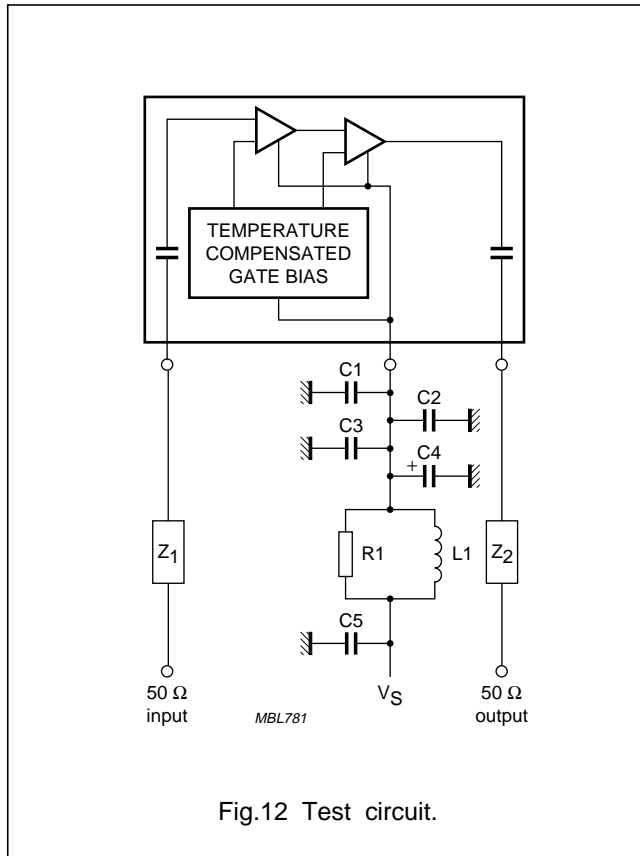 TEMPERATURE
COMPENSATED
GATE BIAS
C1
C2
C3
+ C4
Z1
R1
L1
Z2
C5
50 Ω
input
MBL781
VS
50 Ω
output
Fig.12 Test circuit.